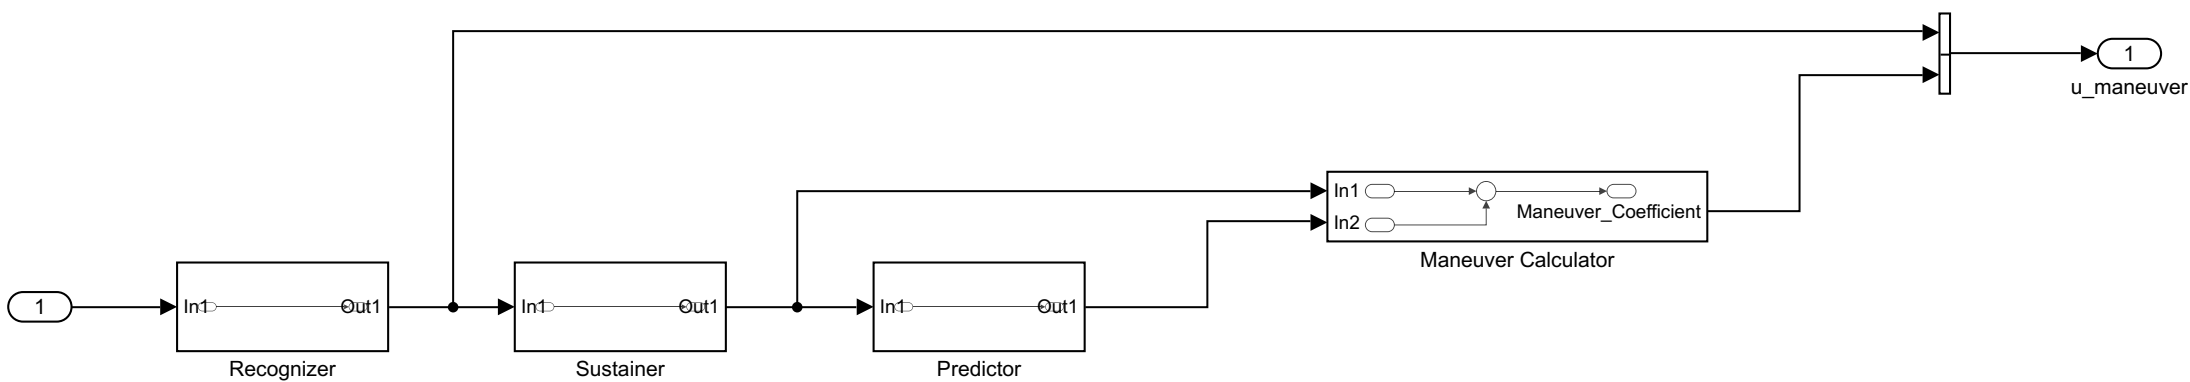 1
u_maneuver
In1
In2
Maneuver_Coefficient
Maneuver Calculator
1
In1
Out1
Recognizer
In1
Out1
Sustainer
In1
Out1
Predictor